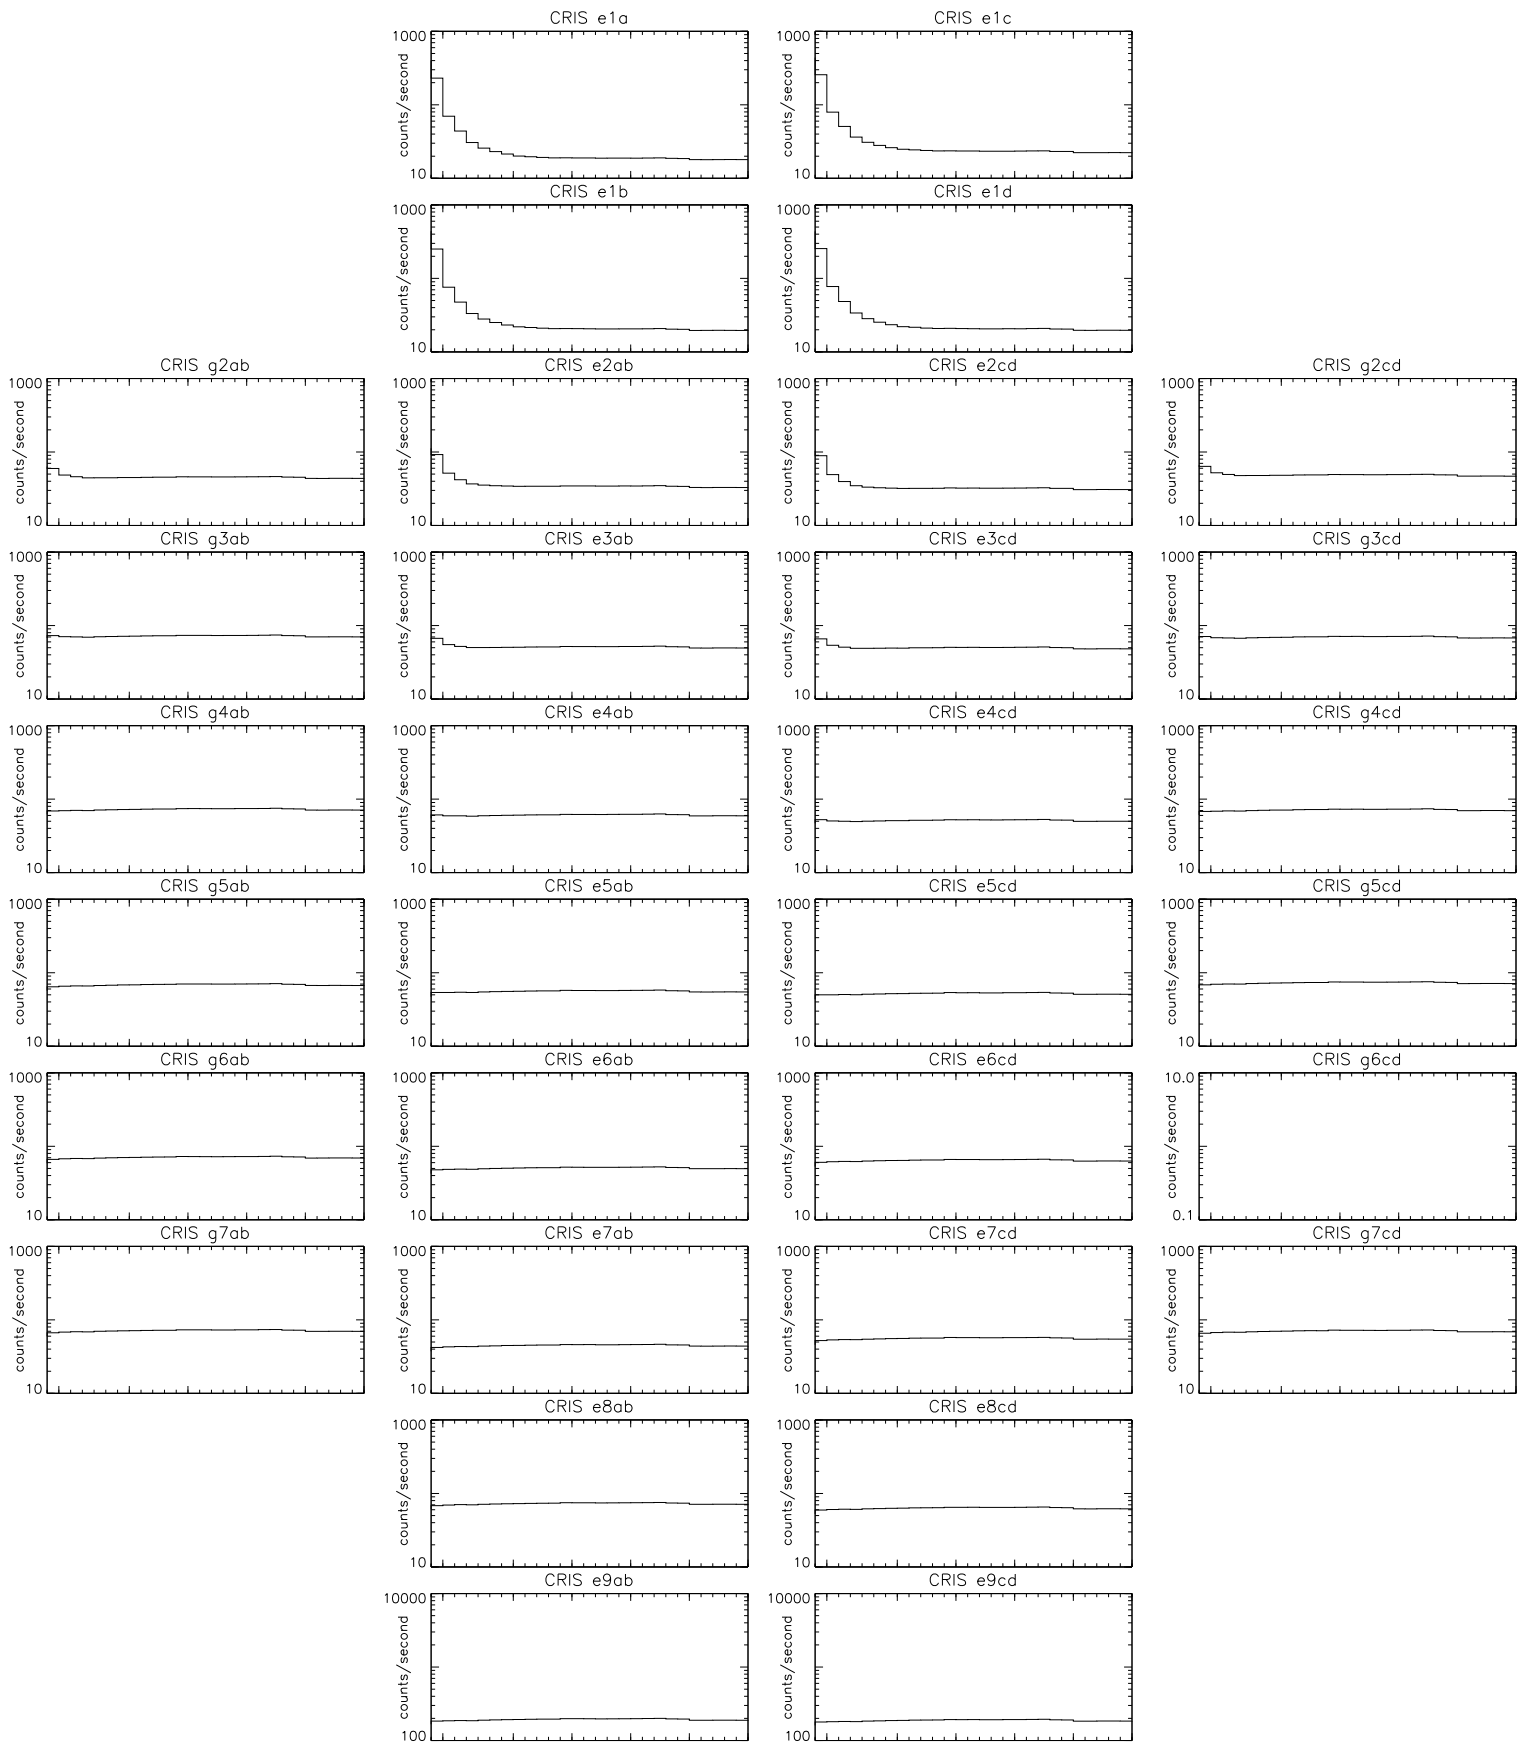 CRIS e1a
CRIS e1c
1000
counts/second
10
1000
counts/second
10
CRIS e1b
CRIS e1d
1000
counts/second
10
1000
counts/second
10
CRIS g2ab
CRIS e2ab
CRIS e2cd
CRIS g2cd
1000
counts/second
10
1000
counts/second
10
1000
counts/second
10
1000
counts/second
10
CRIS g3ab
CRIS e3ab
CRIS e3cd
CRIS g3cd
1000
counts/second
10
1000
counts/second
10
1000
counts/second
10
1000
counts/second
10
CRIS g4ab
CRIS e4ab
CRIS e4cd
CRIS g4cd
1000
counts/second
10
1000
counts/second
10
1000
counts/second
10
1000
counts/second
10
CRIS g5ab
CRIS e5ab
CRIS e5cd
CRIS g5cd
1000
counts/second
10
1000
counts/second
10
1000
counts/second
10
1000
counts/second
10
CRIS g6ab
CRIS e6ab
CRIS e6cd
CRIS g6cd
1000
counts/second
10
1000
counts/second
10
1000
counts/second
10
10.0
counts/second
0.1
CRIS g7ab
CRIS e7ab
CRIS e7cd
CRIS g7cd
1000
counts/second
10
1000
counts/second
10
1000
counts/second
10
1000
counts/second
10
CRIS e8ab
CRIS e8cd
1000
counts/second
10
1000
counts/second
10
CRIS e9ab
CRIS e9cd
10000
counts/second
100
10000
counts/second
100